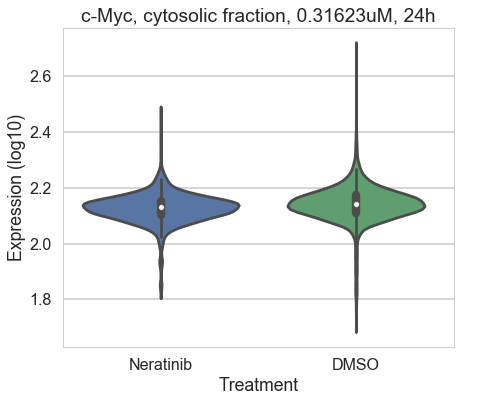 c-Myc, cytosolic fraction, 0.31623uM, 24h
Expression (log10)
2.6
2.4
2.2
2.0
1.8
Neratinib DMSO
Treatment